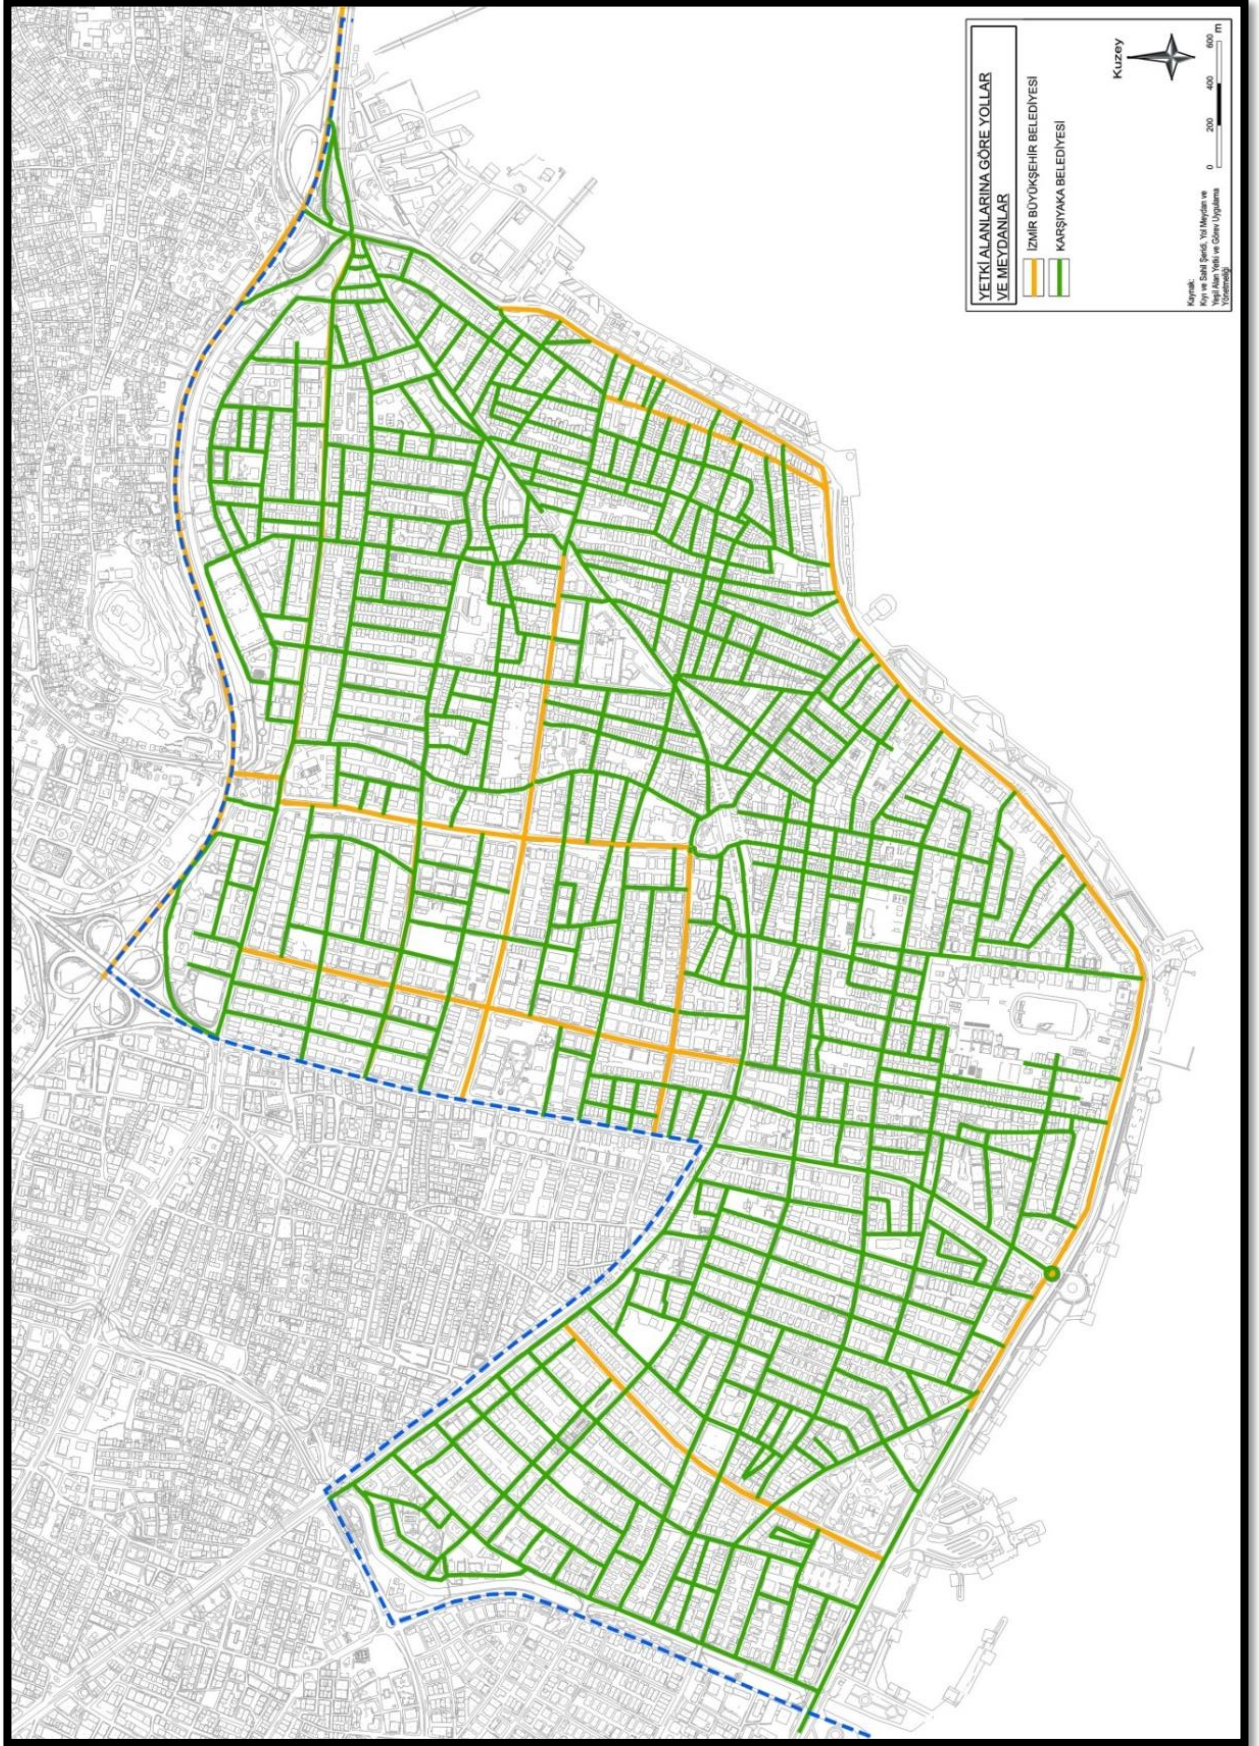 YETKİ ALANLARINA GÖRE YOLLAR
VE MEYDANLAR
İZMİR BÜYÜKŞEHİR BELEDİYESİ
KARŞIYAKA BELEDİYESİ
Kuzey
0 200 400 600 m
Kaynak:
Kıyı ve Sahil Şeridi, Yol Meydan ve
Yeşil Alan Yetki ve Görev Uygulama
Yönetmeliği